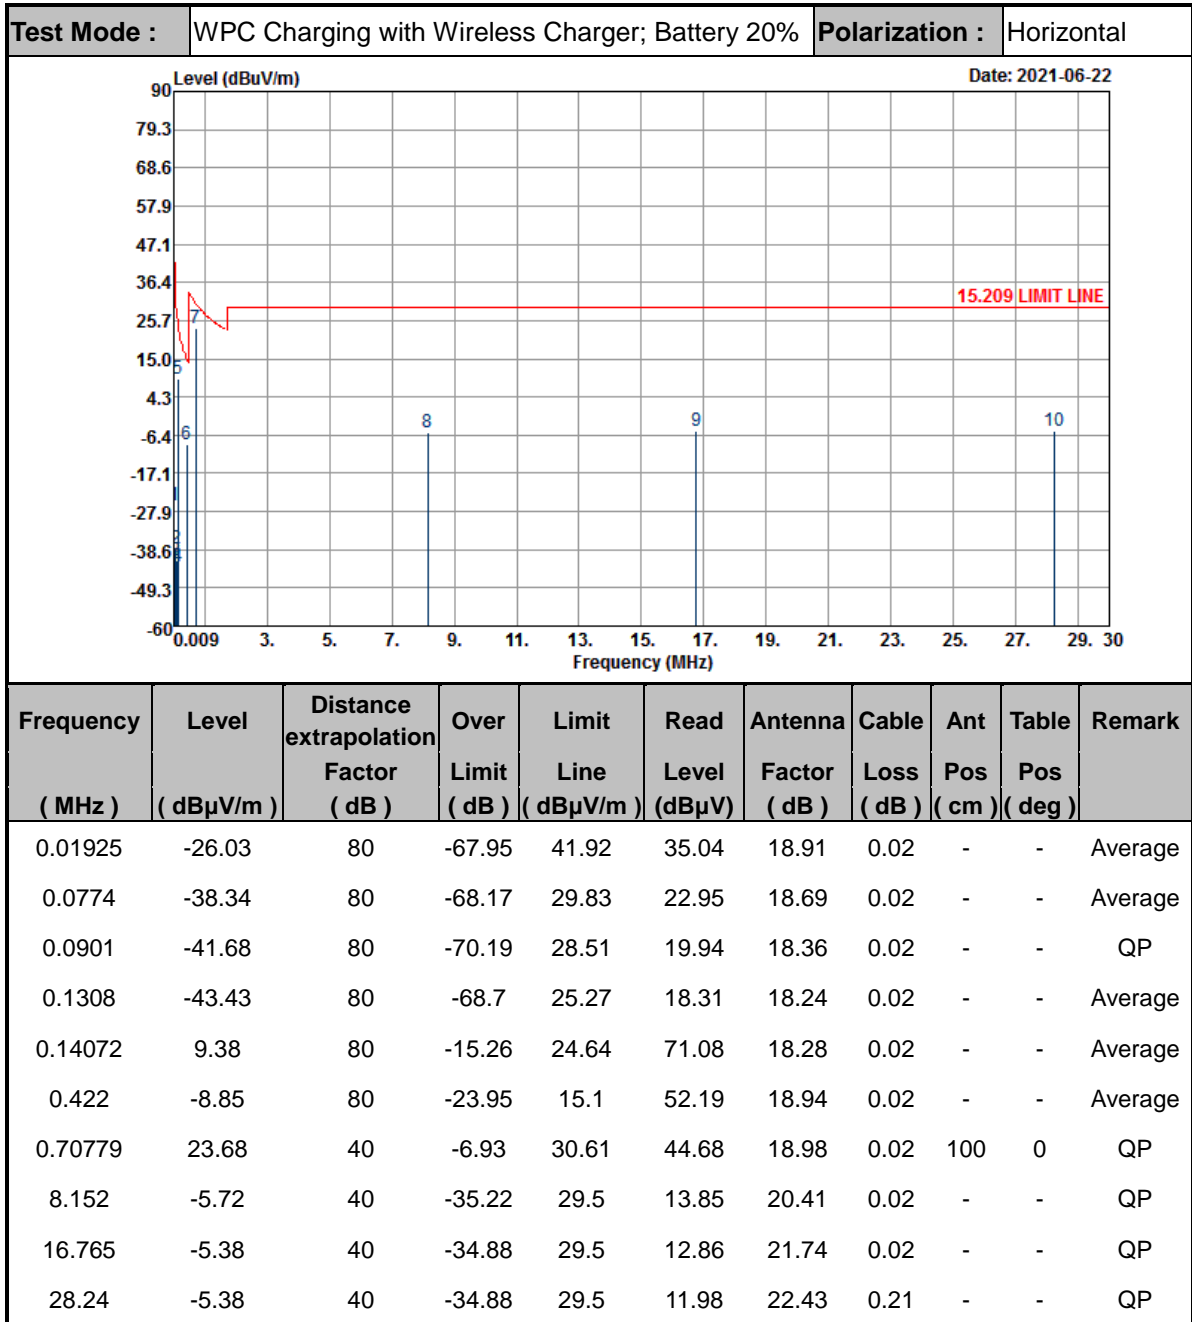 Test Mode : WPC Charging with Wireless Charger; Battery 20% Polarization : Horizontal
Level (dBuV/m) Date: 2021-06-22
90
79.3
68.6
57.9
47.1
36.4
15.209 LIMIT LINE
25.7
7
15.0
5
4.3
8 9 10
-6.4
6
-17.1
-27.9
2
-38.6
4
-49.3
-60
0.009 3. 5. 7. 9. 11. 13. 15. 17. 19. 21. 23. 25. 27. 29. 30
Frequency (MHz)
Frequency Level Distance extrapolation Over Limit Read Antenna Cable Ant Table Remark
Factor Limit Line Level Factor Loss Pos Pos
( MHz ) ( dBµV/m ) ( dB ) ( dB ) ( dBµV/m ) (dBµV) ( dB ) ( dB ) ( cm ) ( deg )
0.01925 -26.03 80 -67.95 41.92 35.04 18.91 0.02 - - Average
0.0774 -38.34 80 -68.17 29.83 22.95 18.69 0.02 - - Average
0.0901 -41.68 80 -70.19 28.51 19.94 18.36 0.02 - - QP
0.1308 -43.43 80 -68.7 25.27 18.31 18.24 0.02 - - Average
0.14072 9.38 80 -15.26 24.64 71.08 18.28 0.02 - - Average
0.422 -8.85 80 -23.95 15.1 52.19 18.94 0.02 - - Average
0.70779 23.68 40 -6.93 30.61 44.68 18.98 0.02 100 0 QP
8.152 -5.72 40 -35.22 29.5 13.85 20.41 0.02 - - QP
16.765 -5.38 40 -34.88 29.5 12.86 21.74 0.02 - - QP
28.24 -5.38 40 -34.88 29.5 11.98 22.43 0.21 - - QP